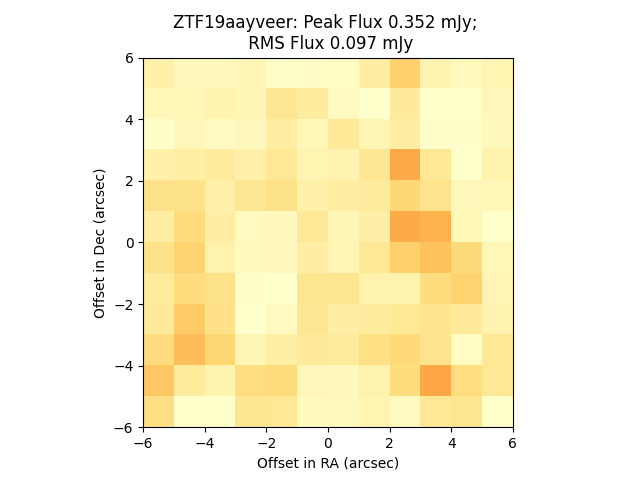 ZTF19aayveer: Peak Flux 0.352 mJy;
RMS Flux 0.097 mJy
6
4
2
0
−2
−4
−6
Offset in Dec (arcsec)
−6 −4 −2 0 2 4 6
Offset in RA (arcsec)